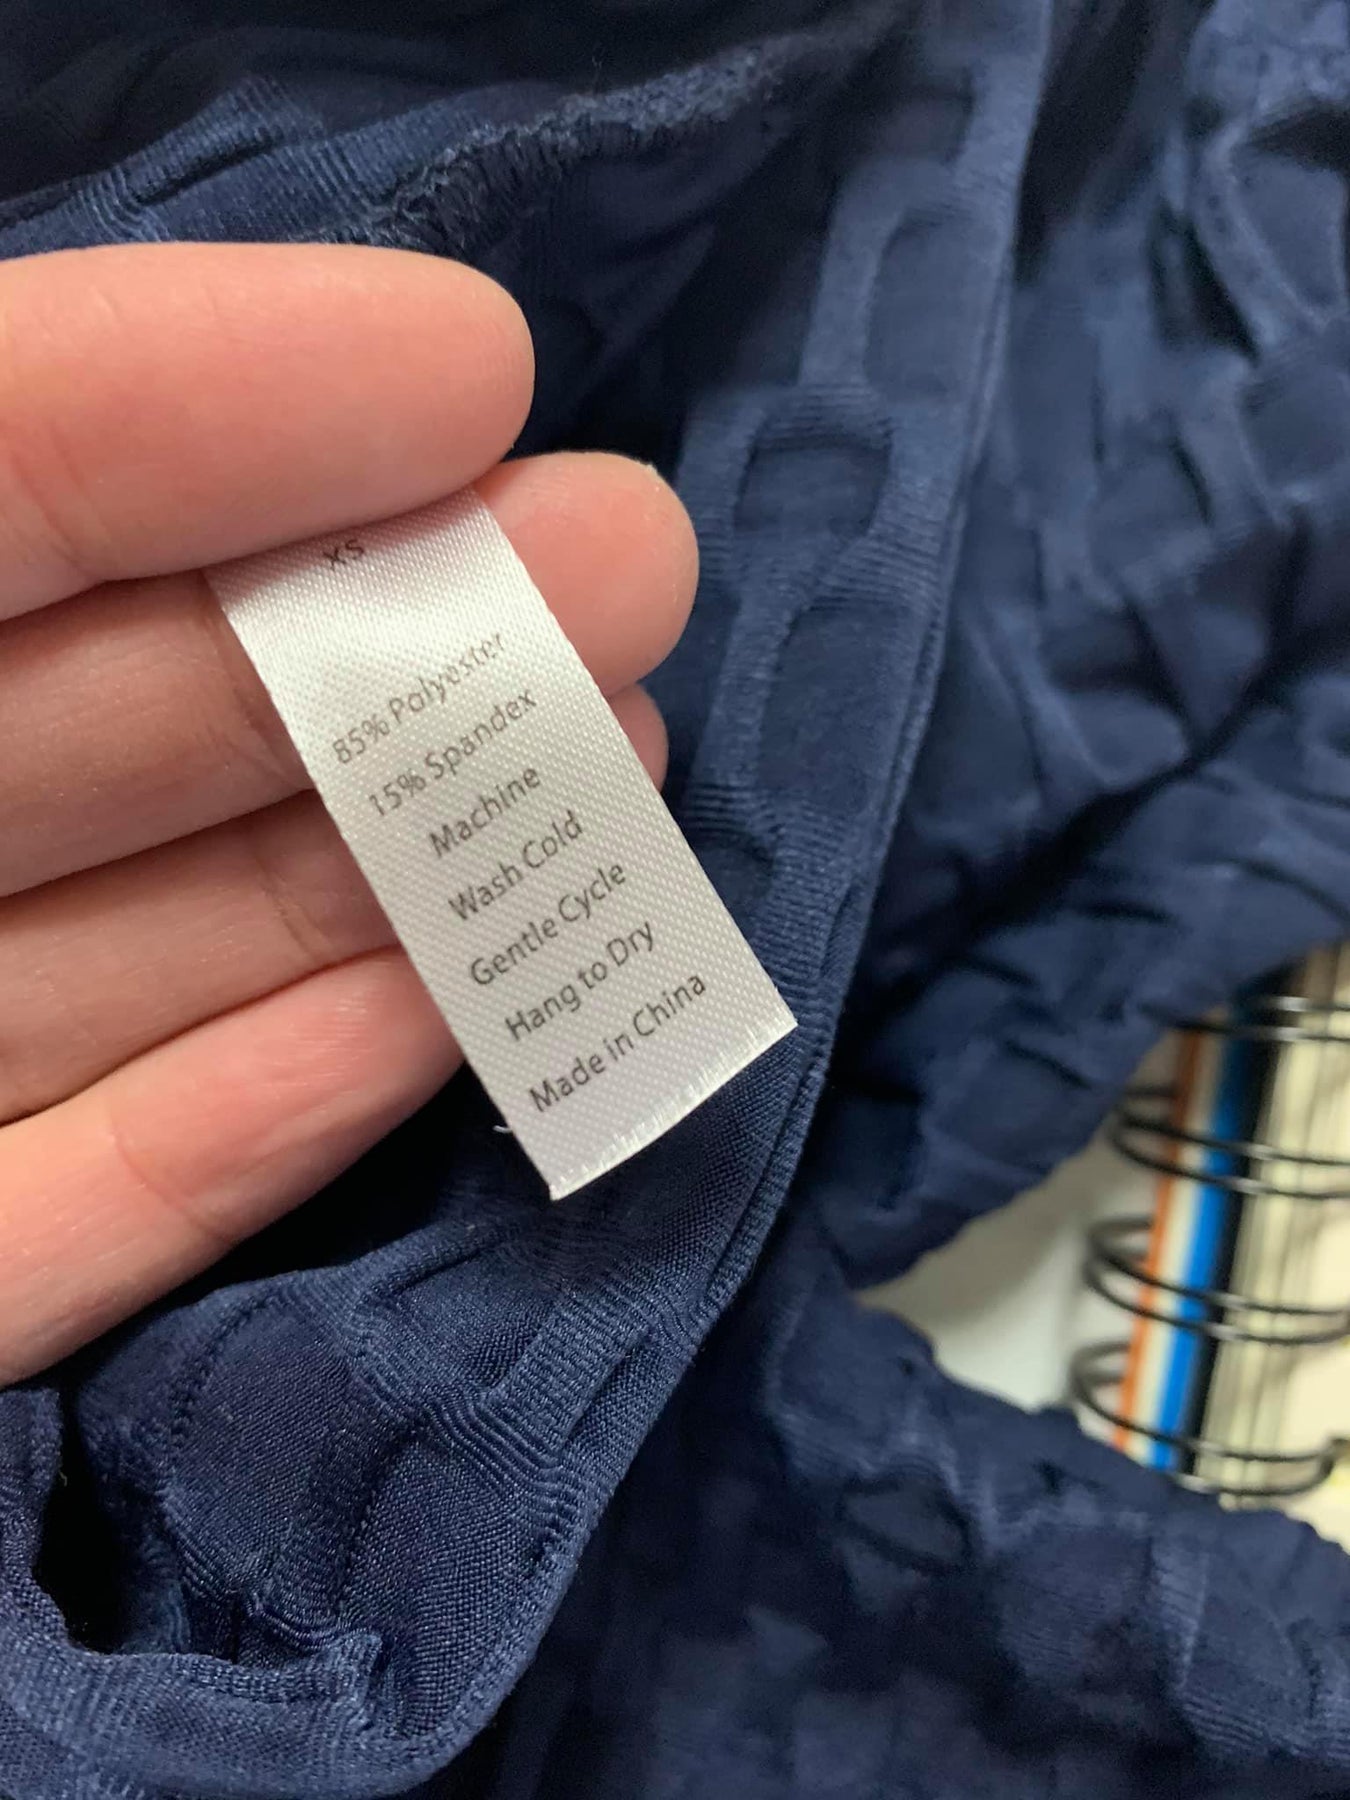 XS
85% Polyester
15% Spandex
Machine
Wash Cold
Gentle Cycle
Hang to Dry
Made in China